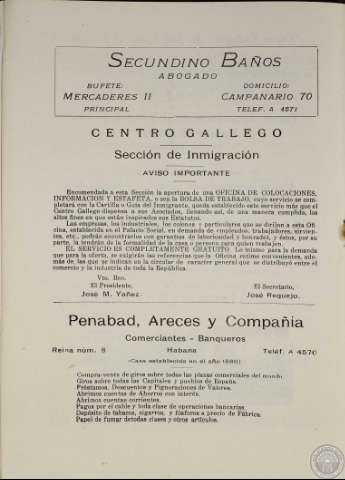 SECUNDINO BAÑOS
ABOGADO
BUFETE: DOMICILIO:
MERCADERES 11 CAMPANARIO 70
PRINCIPAL TELEF. A 4571
CENTRO GALLEGO
Sección de Inmigración
AVISO IMPORTANTE
Encomendada a esta Sección la apertura de una OFICINA DE COLOCACIONES,
INFORMACION Y ESTAFETA, o sea la BOLSA DE TRABAJO, cuyo servicio se com-
pletará con la Cartilla o Guía del Inmigrante, queda establecido este servicio más que el
Centro Gallego dispensa a sus Asociados, llenando así, de una manera cumplida, los
altos fines en que están inspirados sus Estatutos.
Las empresas, los industriales, los colonos y particulares que se dirijan a esta Ofi-
cina, establecida en el Palacio Social, en demanda de empleados, trabajadores, sirvien-
tes, etc., podrán encontrarlos con garantías de laboriosidad y honradez, y éstos, por su
parte, la tendrán de la formalidad de la casa o persona para quien trabajen.
EL SERVICIO ES COMPLETAMENTE GRATUITO. Lo mismo para la demanda
que para la oferta, se exigirán las referencias que la Oficina estime convenientes, ade-
más de las que se indican en la circular de caracter general que se distribuyó entre el
comercio y la industria de toda la República.
Vto. Bno.
El Presidente, El Secretario,
JOSÉ M. YAÑEZ. JOSÉ REQUEJO.
Penabad, Areces y Compañia
Comerciantes - Banqueros
Reina núm. Habana Teléf. A 4570
(Casa establecida en el año 1880)
Compra-venta de giros sobre todas las plazas comerciales del mundo.
Giros sobre todas las Capitales y pueblos de España.
Préstamos, Descuentos y Pignoraciones de Valores.
Abrimos cuentas de Ahorros con interés.
Abrimos cuentas corrientes.
Pagos por el cable y toda clase de operaciones bancarias.
Depósito de tabacos, cigarros, y fósforos a precio de Fábrica.
Papel de fumar detodas clases y otros artículos.